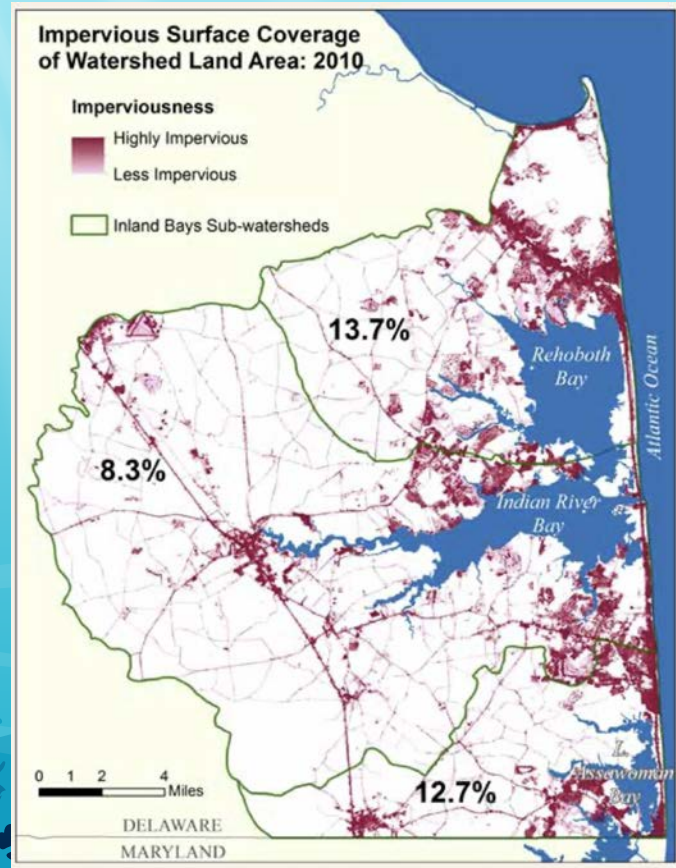 Impervious Surface Coverage
of Watershed Land Area: 2010
Imperviousness
Highly Impervious
Less Impervious
Inland Bays Sub-watersheds
13.7%
Rehoboth
Bay
Atlantic Ocean
8.3%
Indian River
Bay
L.
Assawoman
Bay
12.7%
0 1 2 4
Miles
DELAWARE
MARYLAND